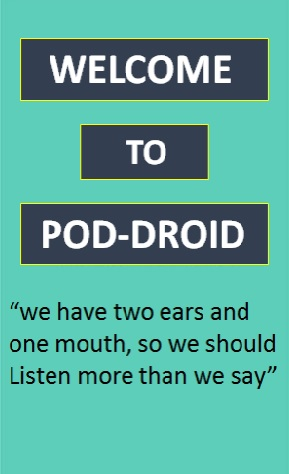 WELCOME
TO
POD-DROID
“we have two ears and
one mouth, so we should
Listen more than we say”